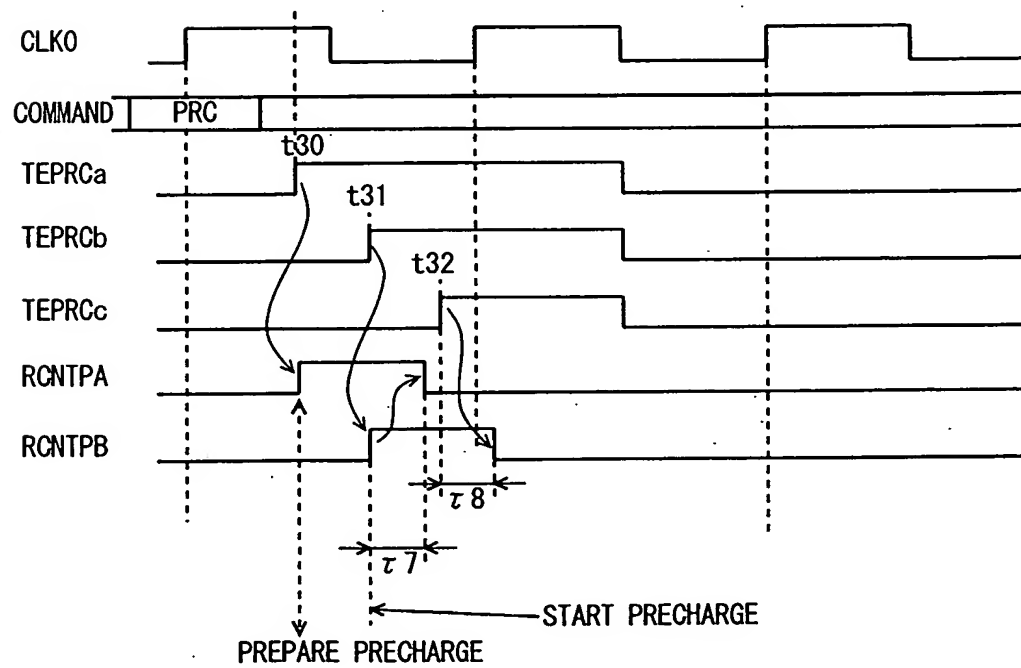 CLK0
COMMAND PRC
t30
TEPRCa
t31
TEPRCb
t32
TEPRCc
RCNTPA
RCNTPB
τ8
τ7
START PRECHARGE
PREPARE PRECHARGE